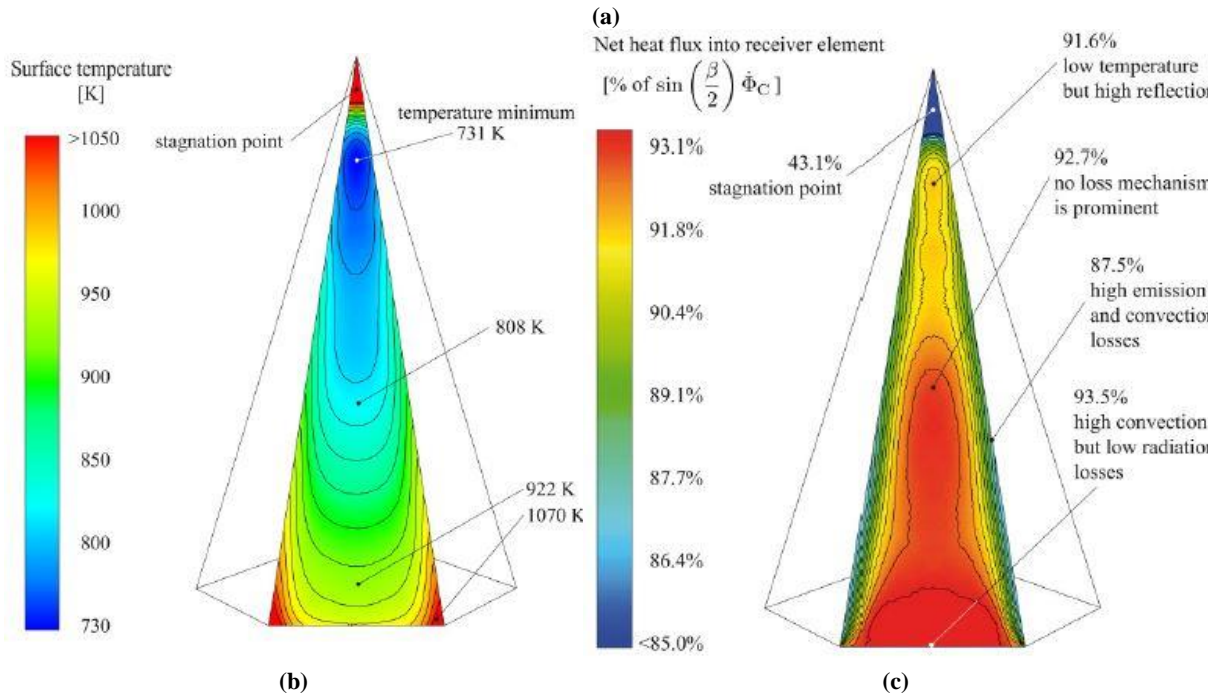 (a)
Surface temperature
[K]
>1050
1000
950
900
850
800
730
stagnation point
temperature minimum
731 K
808 K
922 K
1070 K
(b)
Net heat flux into receiver element
[% of sin (β/2) Φ̇C ]
93.1%
91.8%
90.4%
89.1%
87.7%
86.4%
<85.0%
43.1%
stagnation point
91.6%
low temperature
but high reflection
92.7%
no loss mechanism
is prominent
87.5%
high emission
and convection
losses
93.5%
high convection
but low radiation
losses
(c)